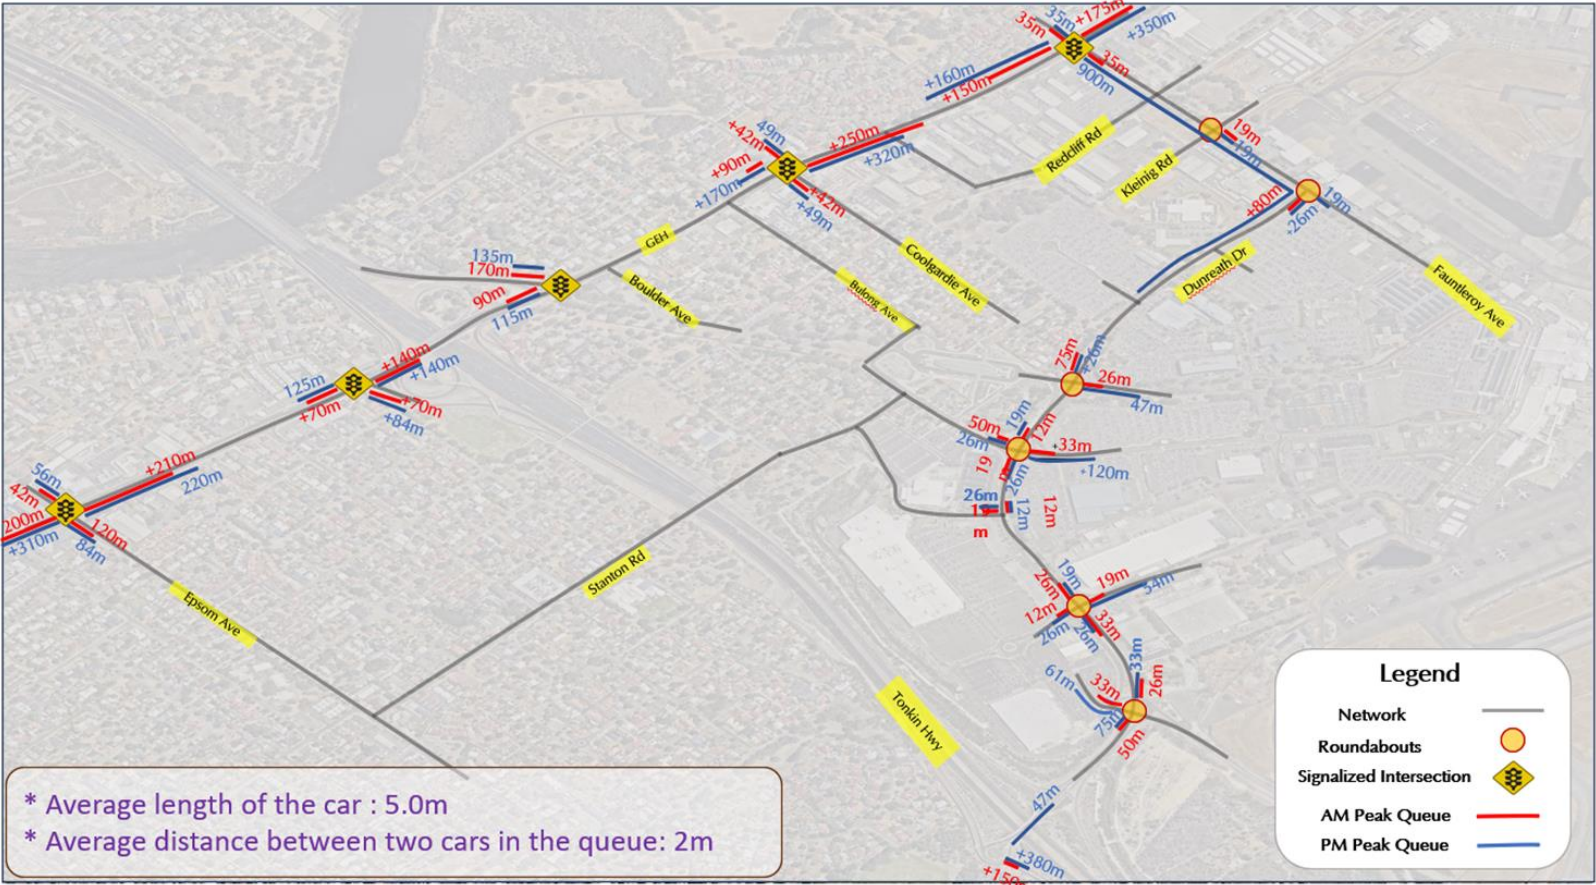 35m
35m
+175m
+350m
+160m
+150m
35m
900m
+42m
49m
+250m
+320m
+90m
+170m
+42m
+49m
Redcliff Rd
Kleinig Rd
19m
19m
+80m
+26m
19m
GEH
Coolgardie Ave
Dunreath Dr
Fauntleroy Ave
135m
170m
90m
115m
Boulder Ave
Bulong Ave
+140m
+140m
125m
+70m
+70m
+84m
75m
+26m
26m
47m
50m
26m
19m
12m
+33m
+120m
19
m
26m
56m
42m
+210m
220m
200m
+310m
120m
84m
26m
m
12m
12m
Epsom Ave
Stanton Rd
19m
26m
19m
54m
12m
26m
26m
33m
61m
33m
33m
26m
75m
50m
Tonkin Hwy
47m
+380m
Legend
Network
Roundabouts
Signalized Intersection
AM Peak Queue
PM Peak Queue
* Average length of the car : 5.0m
* Average distance between two cars in the queue: 2m